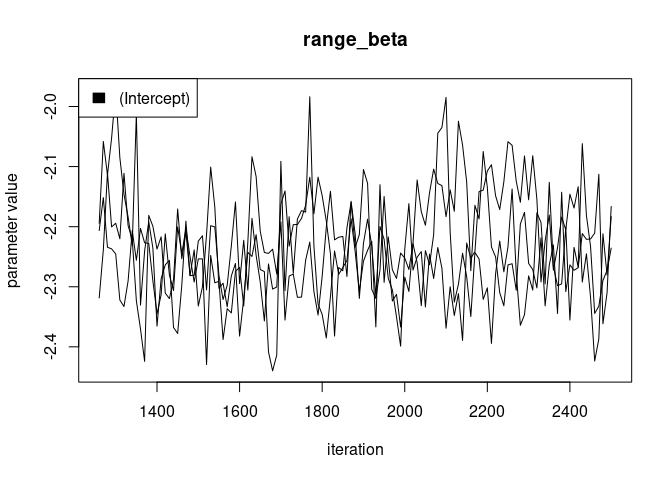 range_beta
(Intercept)
-2.0
-2.1
-2.2
-2.3
-2.4
parameter value
1400 1600 1800 2000 2200 2400
iteration